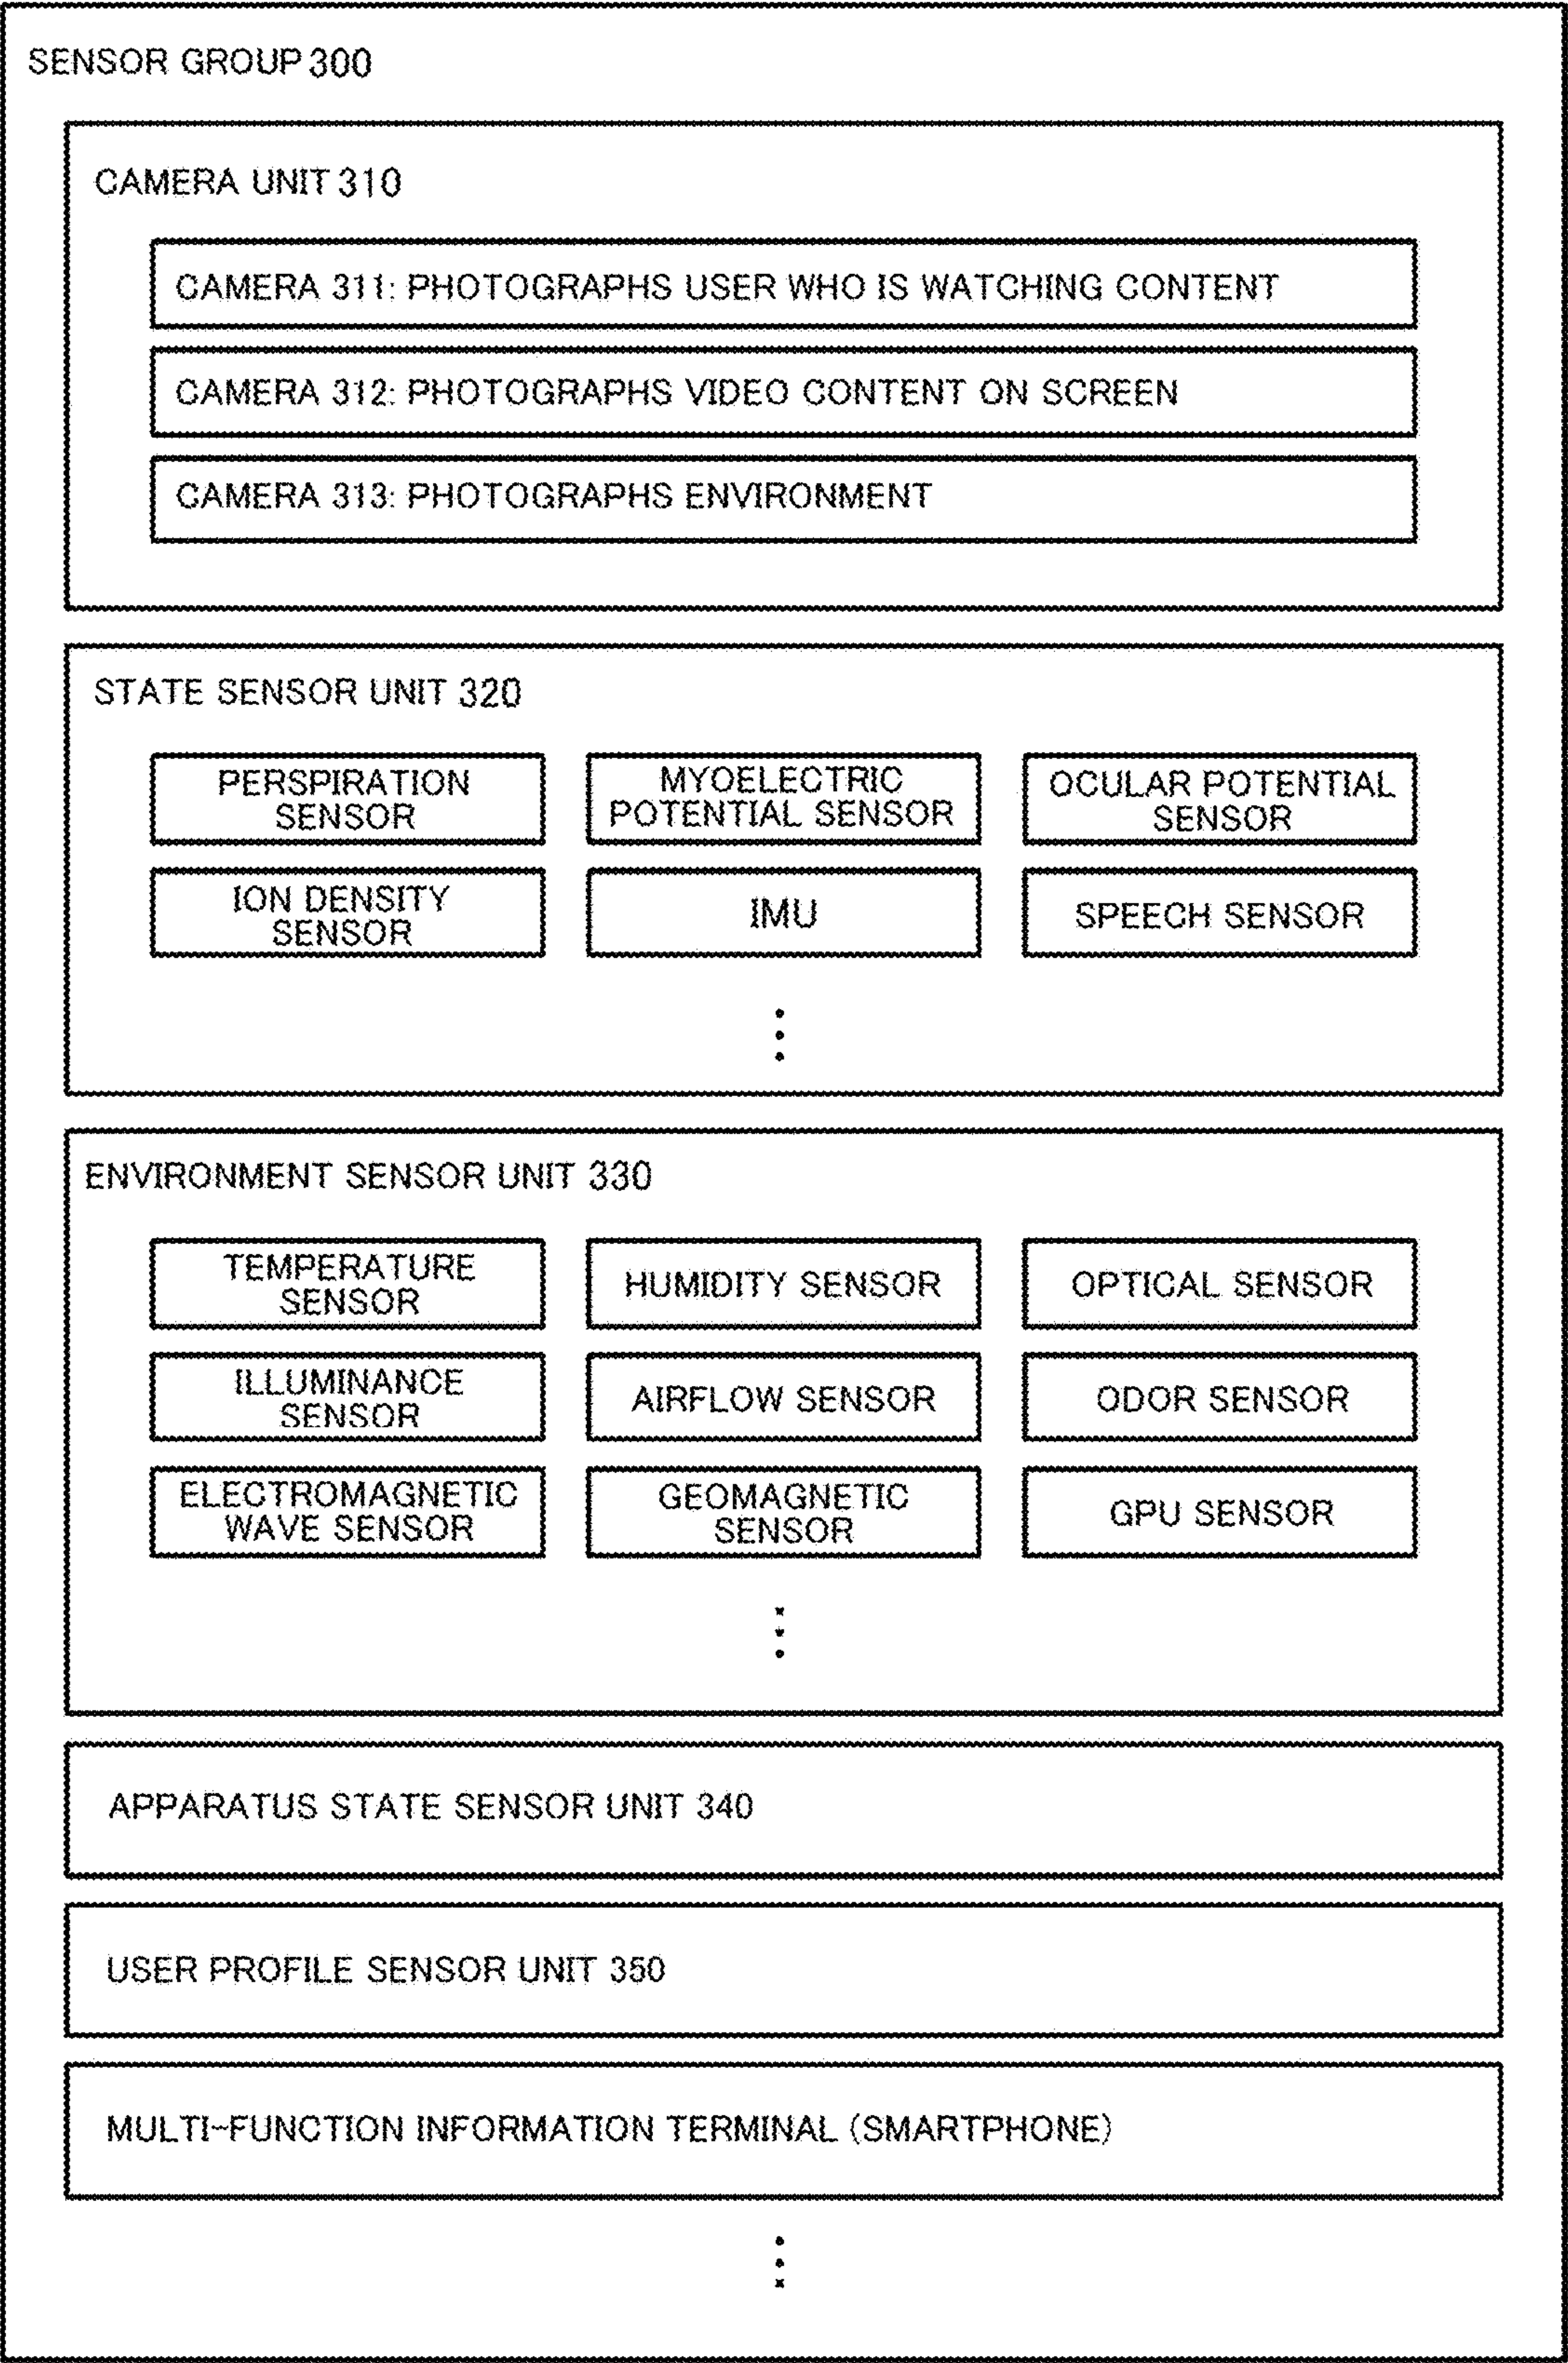 SENSOR GROUP 300
CAMERA UNIT 310
CAMERA 311: PHOTOGRAPHS USER WHO IS WATCHING CONTENT
CAMERA 312: PHOTOGRAPHS VIDEO CONTENT ON SCREEN
CAMERA 313: PHOTOGRAPHS ENVIRONMENT
STATE SENSOR UNIT 320
PERSPIRATION
SENSOR
MYOELECTRIC
POTENTIAL SENSOR
OCULAR POTENTIAL
SENSOR
ION DENSITY
SENSOR
IMU
SPEECH SENSOR
ENVIRONMENT SENSOR UNIT 330
TEMPERATURE
SENSOR
HUMIDITY SENSOR
OPTICAL SENSOR
ILLUMINANCE
SENSOR
AIRFLOW SENSOR
ODOR SENSOR
ELECTROMAGNETIC
WAVE SENSOR
GEOMAGNETIC
SENSOR
GPU SENSOR
APPARATUS STATE SENSOR UNIT 340
USER PROFILE SENSOR UNIT 350
MULTI-FUNCTION INFORMATION TERMINAL (SMARTPHONE)